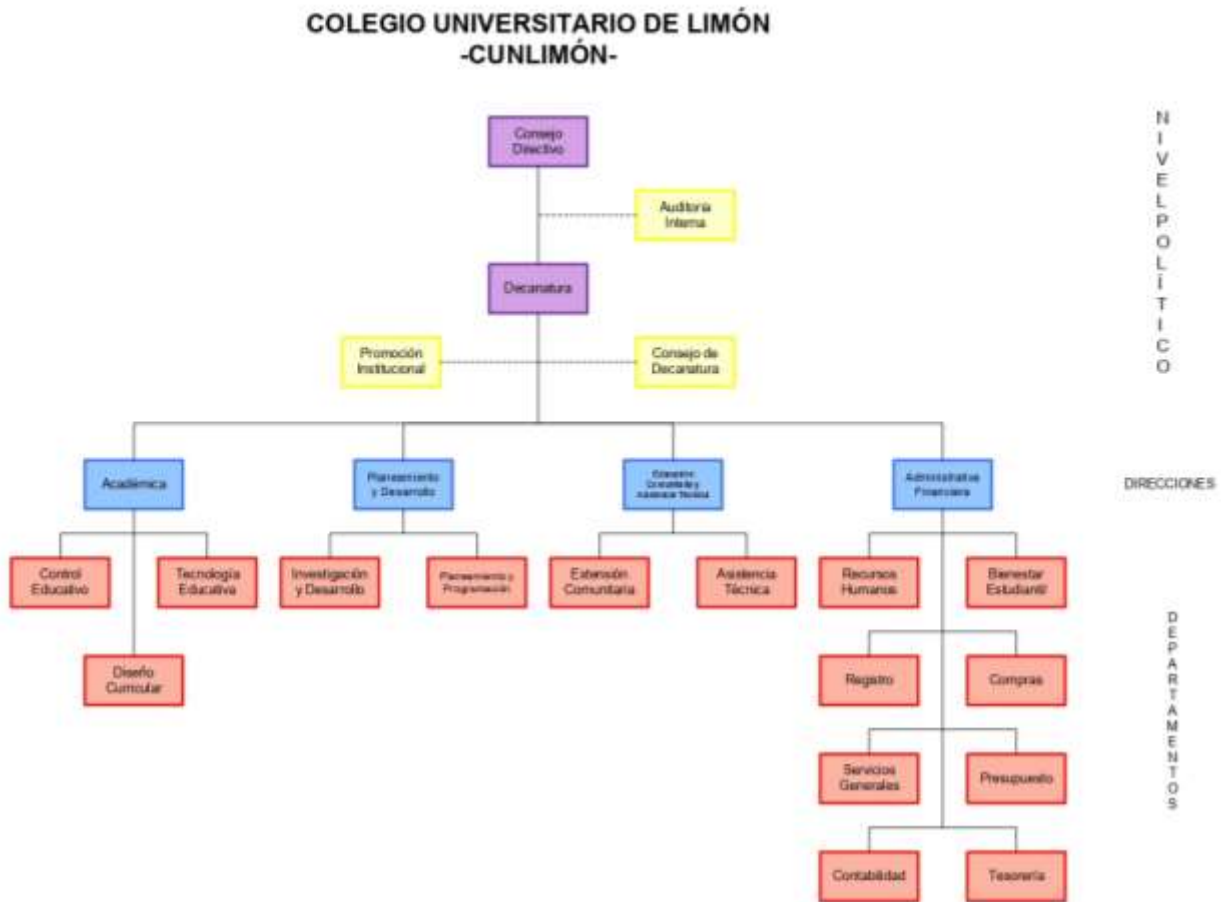 COLEGIO UNIVERSITARIO DE LIMÓN
-CUNLIMÓN-
Consejo
Directivo
Auditoría
Interna
Decanatura
Promoción
Institucional
Consejo de
Decanatura
NIVEL POLÍTICO
Académica
Planeamiento
y Desarrollo
Administrativa
Financiera
DIRECCIONES
Control
Educativo
Tecnología
Educativa
Investigación
y Desarrollo
Planeamiento y
Programación
Extensión
Comunitaria
Asistencia
Técnica
Recursos
Humanos
Bienestar
Estudiantil
Diseño
Curricular
Registro
Compras
Servicios
Generales
Presupuesto
Contabilidad
Tesorería
DEPARTAMENTOS